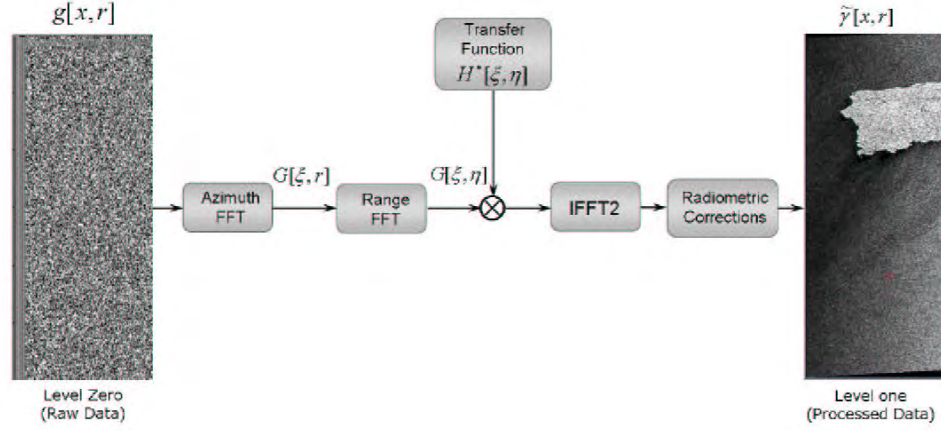 g[x,r]
Level Zero
(Raw Data)
Azimuth
FFT
G[ξ,r]
Range
FFT
G[ξ,η]
Transfer
Function
H*[ξ,η]
IFFT2
Radiometric
Corrections
γ̃[x,r]
Level one
(Processed Data)